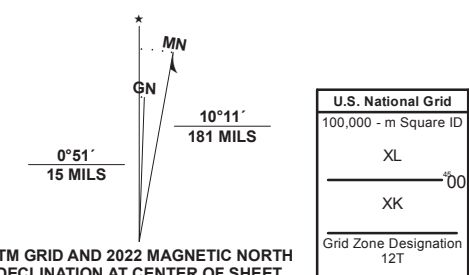 ★
MN
GN
0°51´
15 MILS
10°11´
181 MILS
TM GRID AND 2022 MAGNETIC NORTH
DECLINATION AT CENTER OF SHEET
U.S. National Grid
100,000 - m Square ID
XL
⁴⁵00
XK
Grid Zone Designation
12T